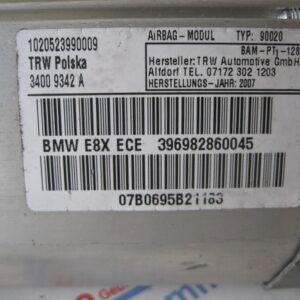 1020523990009
TRW Polska
3400 9342 A
AIRBAG - MODUL TYP: 90020
BAM-PT1-128
Hersteller: TRW Automotive GmbH
Alfdorf TEL. 07172 302 1203
HERSTELLUNGS-JAHR: 2007
BMW E8X ECE 396982860045
07B0695B21183